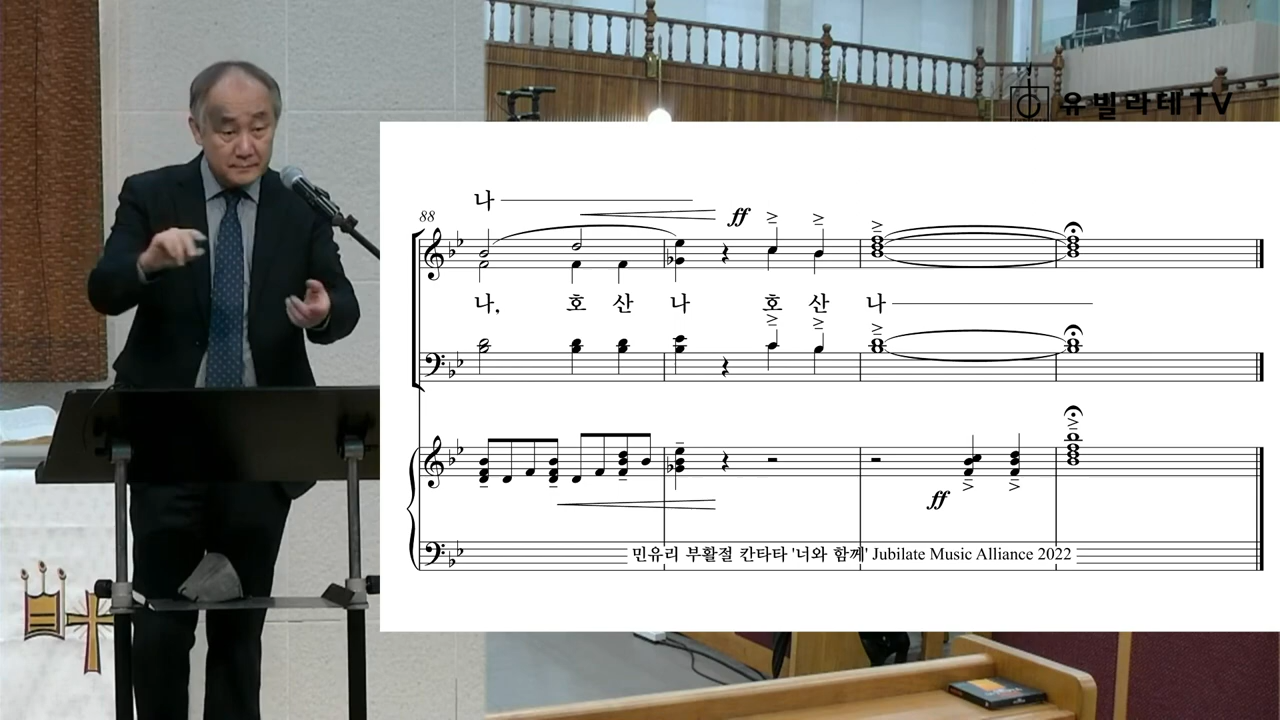 유빌라테TV
나
88
ff
나, 호 산 나 호 산 나
ff
민유리 부활절 칸타타 '너와 함께' Jubilate Music Alliance 2022